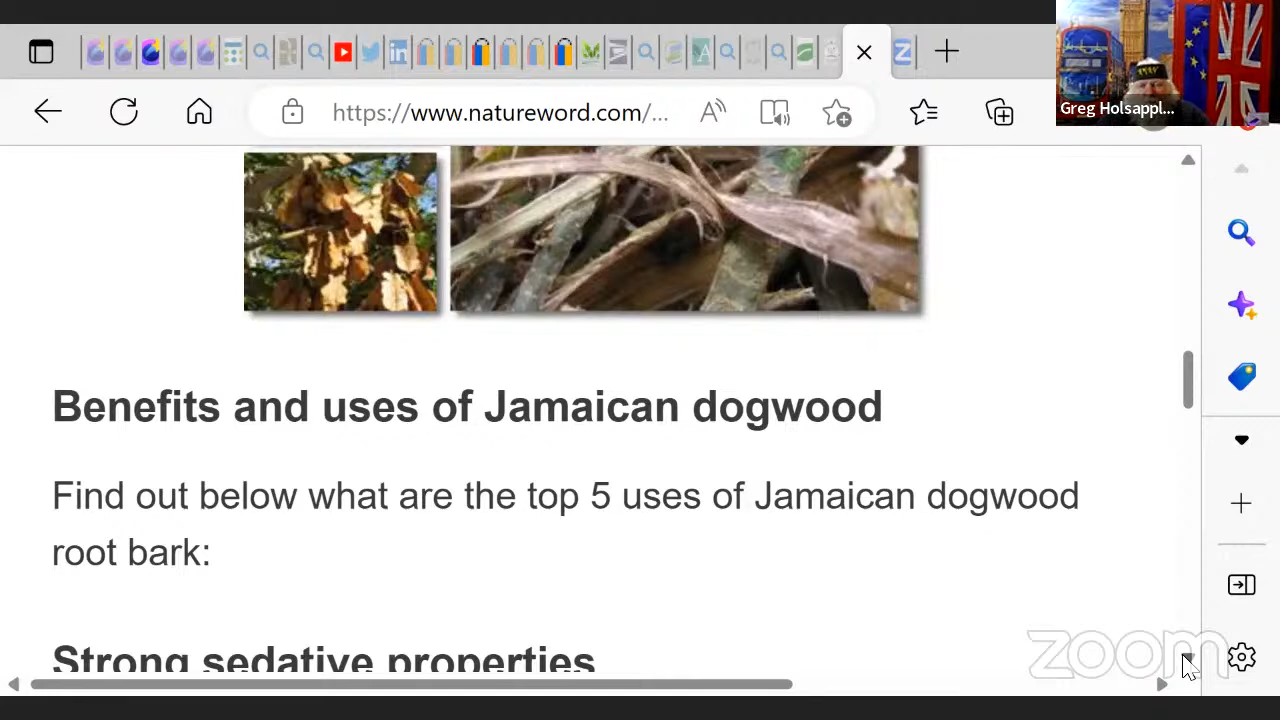 https://www.natureword.com/...
Greg Holsappl...
Benefits and uses of Jamaican dogwood
Find out below what are the top 5 uses of Jamaican dogwood
root bark:
Strong sedative properties
zoom